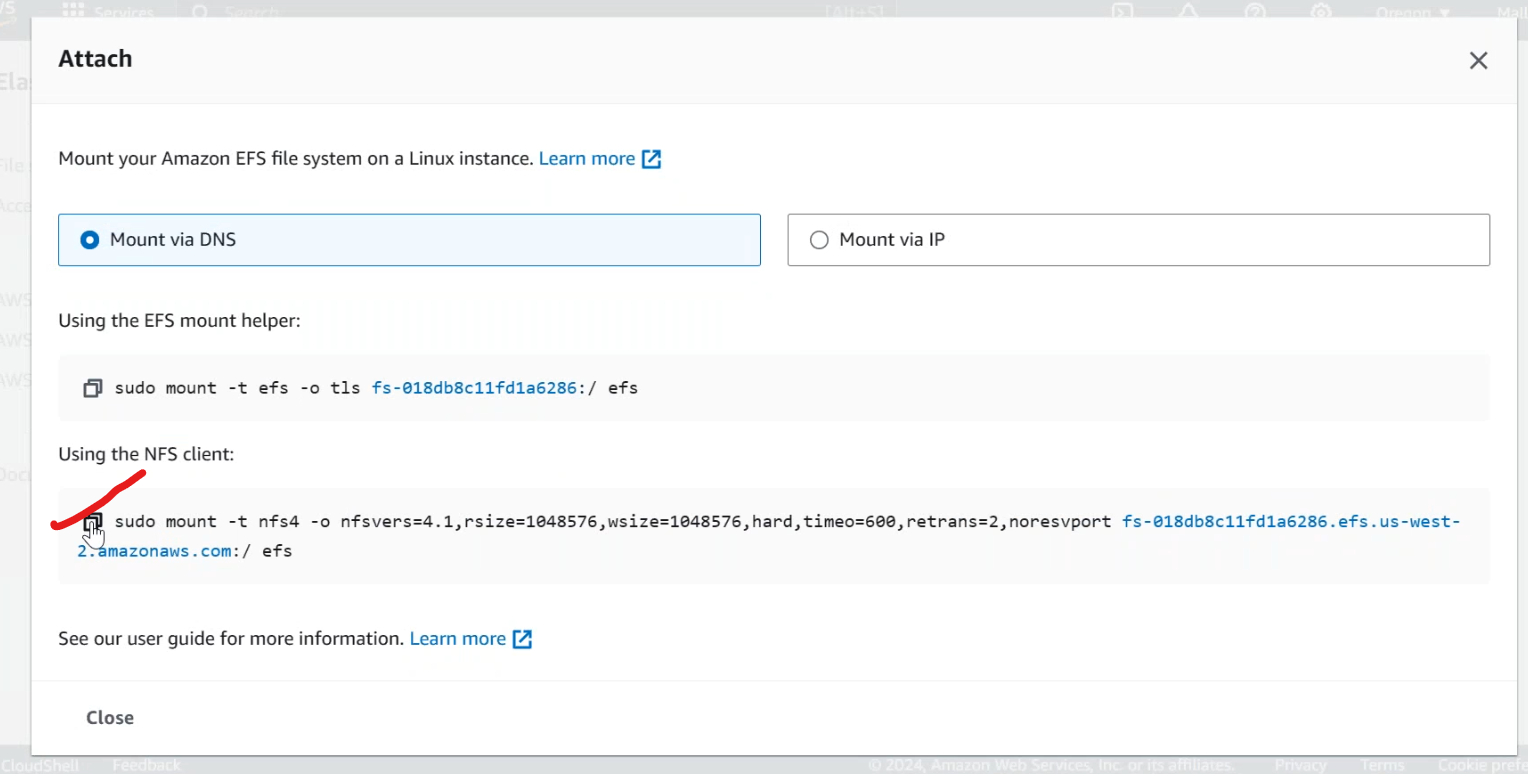 Services
Search
[Alt+S]
Oregon
Attach
Mount your Amazon EFS file system on a Linux instance. Learn more
Mount via DNS
Mount via IP
Using the EFS mount helper:
sudo mount -t efs -o tls fs-018db8c11fd1a6286:/ efs
Using the NFS client:
sudo mount -t nfs4 -o nfsvers=4.1,rsize=1048576,wsize=1048576,hard,timeo=600,retrans=2,noresvport fs-018db8c11fd1a6286.efs.us-west-
2.amazonaws.com:/ efs
See our user guide for more information. Learn more
Close
CloudShell
Feedback
© 2024, Amazon Web Services, Inc. or its affiliates.
Privacy
Terms
Cookie prefe